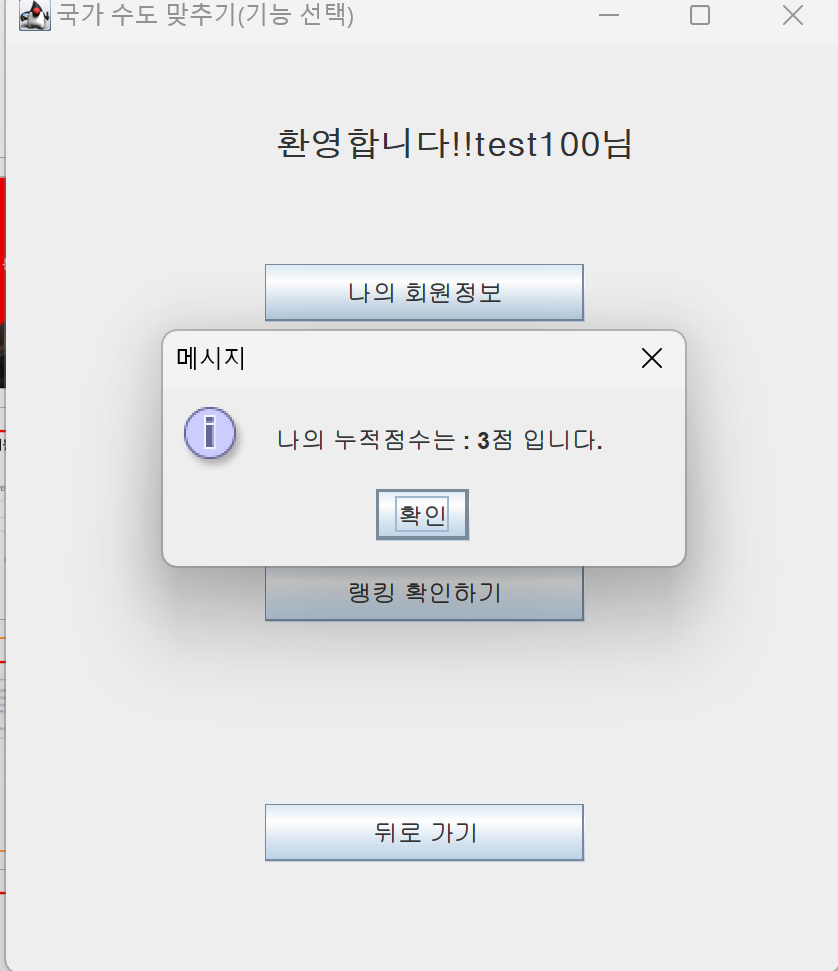 국가 수도 맞추기(기능 선택)
환영합니다!!test100님
나의 회원정보
메시지
나의 누적점수는 : 3점 입니다.
확인
랭킹 확인하기
뒤로 가기